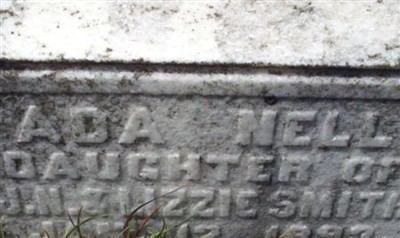 ADA NELL
DAUGHTER OF
J.N. & LIZZIE SMITH